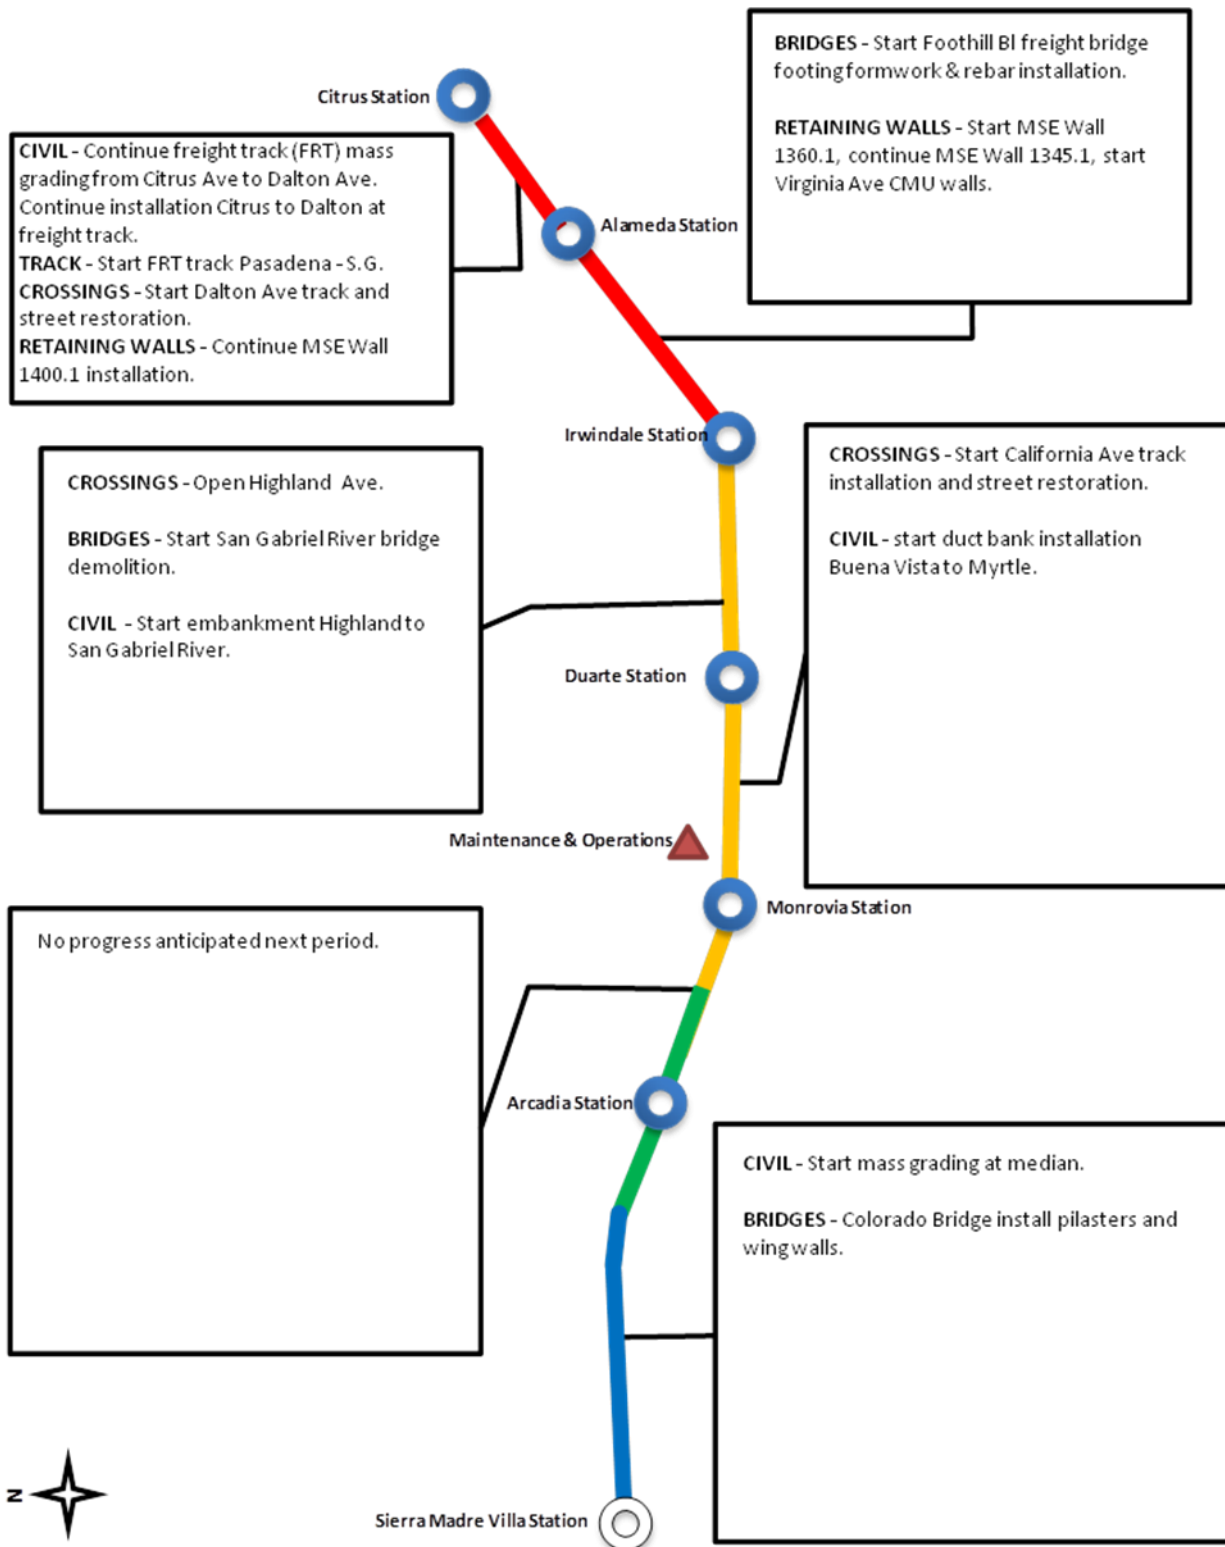 Citrus Station
BRIDGES - Start Foothill Bl freight bridge
footing formwork & rebar installation.
RETAINING WALLS - Start MSE Wall
1360.1, continue MSE Wall 1345.1, start
Virginia Ave CMU walls.
CIVIL - Continue freight track (FRT) mass
grading from Citrus Ave to Dalton Ave.
Continue installation Citrus to Dalton at
freight track.
TRACK - Start FRT track Pasadena - S.G.
CROSSINGS - Start Dalton Ave track and
street restoration.
RETAINING WALLS - Continue MSE Wall
1400.1 installation.
Alameda Station
Irwindale Station
CROSSINGS - Open Highland Ave.
BRIDGES - Start San Gabriel River bridge
demolition.
CIVIL - Start embankment Highland to
San Gabriel River.
CROSSINGS - Start California Ave track
installation and street restoration.
CIVIL - start duct bank installation
Buena Vista to Myrtle.
Duarte Station
Maintenance & Operations
Monrovia Station
No progress anticipated next period.
Arcadia Station
CIVIL - Start mass grading at median.
BRIDGES - Colorado Bridge install pilasters and
wing walls.
N
Sierra Madre Villa Station